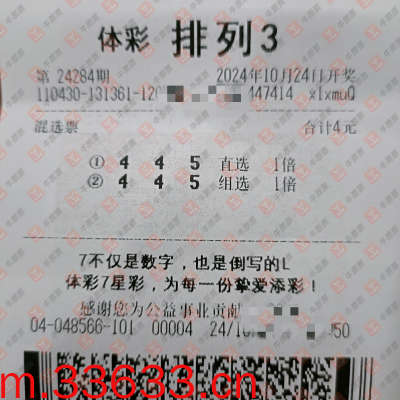 体彩 排列3
第 24284期 2024年10月24日开奖
110430-131361-12 447414 x1xmuQ
混选票 合计4元
① 4 4 5 直选 1倍
② 4 4 5 组选 1倍
7不仅是数字，也是倒写的L
体彩7星彩，为每一份挚爱添彩！
感谢您为公益事业贡献
04-048566-101 00004 24/10 50
m.33633.cn